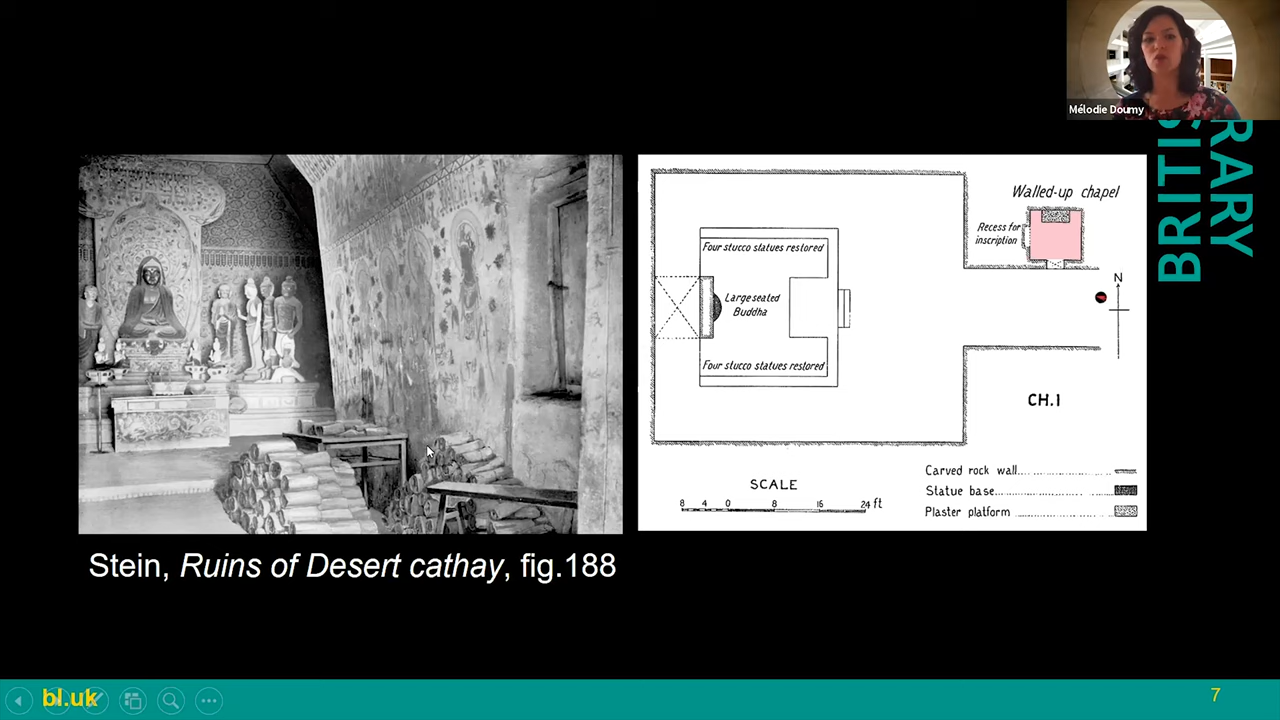 Mélodie Doumy
BRITIS
RARY
Walled-up chapel
Recess for
inscription
N
Four stucco statues restored
Large seated
Buddha
Four stucco statues restored
CH.1
SCALE
8 4 0 8 16 24 ft
Carved rock wall
Statue base
Plaster platform
Stein, Ruins of Desert cathay, fig.188
bl.uk
7